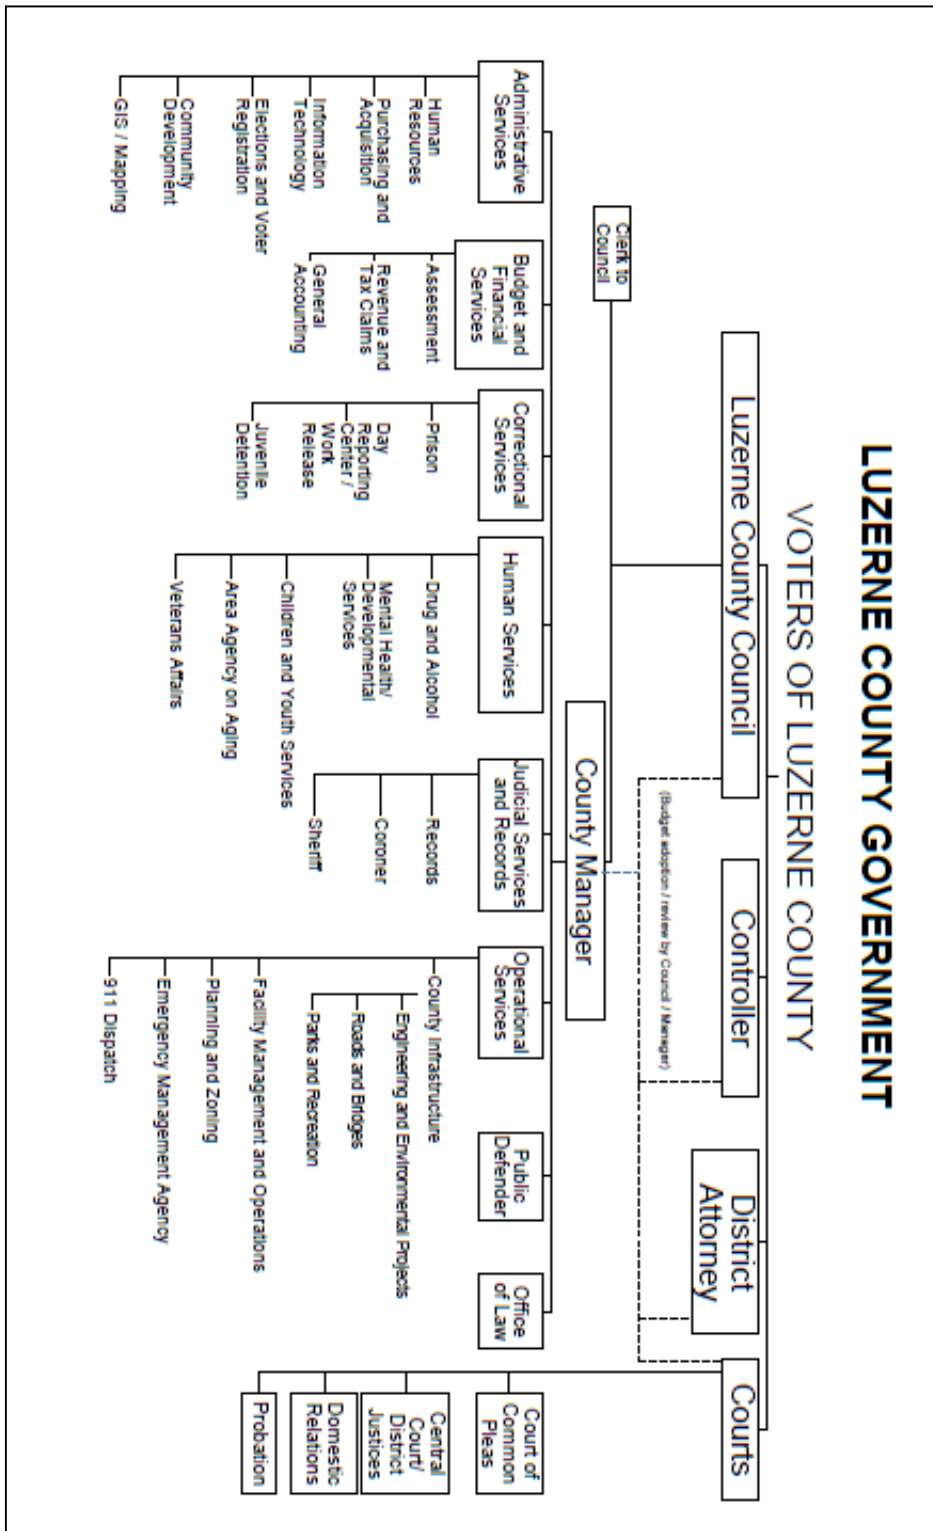 LUZERNE COUNTY GOVERNMENT
VOTERS OF LUZERNE COUNTY
Luzerne County Council
Controller
District
Attorney
Courts
(Budget adoption / review by Council / Manager)
Clerk to
Council
County Manager
Administrative
Services
Human
Resources
Purchasing and
Acquisition
Information
Technology
Elections and Voter
Registration
Community
Development
GIS / Mapping
Budget and
Financial
Services
Assessment
Revenue and
Tax Claims
General
Accounting
Correctional
Services
Prison
Day
Reporting
Center /
Work
Release
Juvenile
Detention
Human Services
Drug and Alcohol
Mental Health/
Developmental
Services
Children and Youth Services
Area Agency on Aging
Veterans Affairs
Judicial Services
and Records
Records
Coroner
Sheriff
Operational
Services
County Infrastructure
Engineering and Environmental Projects
Roads and Bridges
Parks and Recreation
Facility Management and Operations
Planning and Zoning
Emergency Management Agency
911 Dispatch
Public
Defender
Office
of Law
Court of
Common
Pleas
Central
Court/
District
Justices
Domestic
Relations
Probation